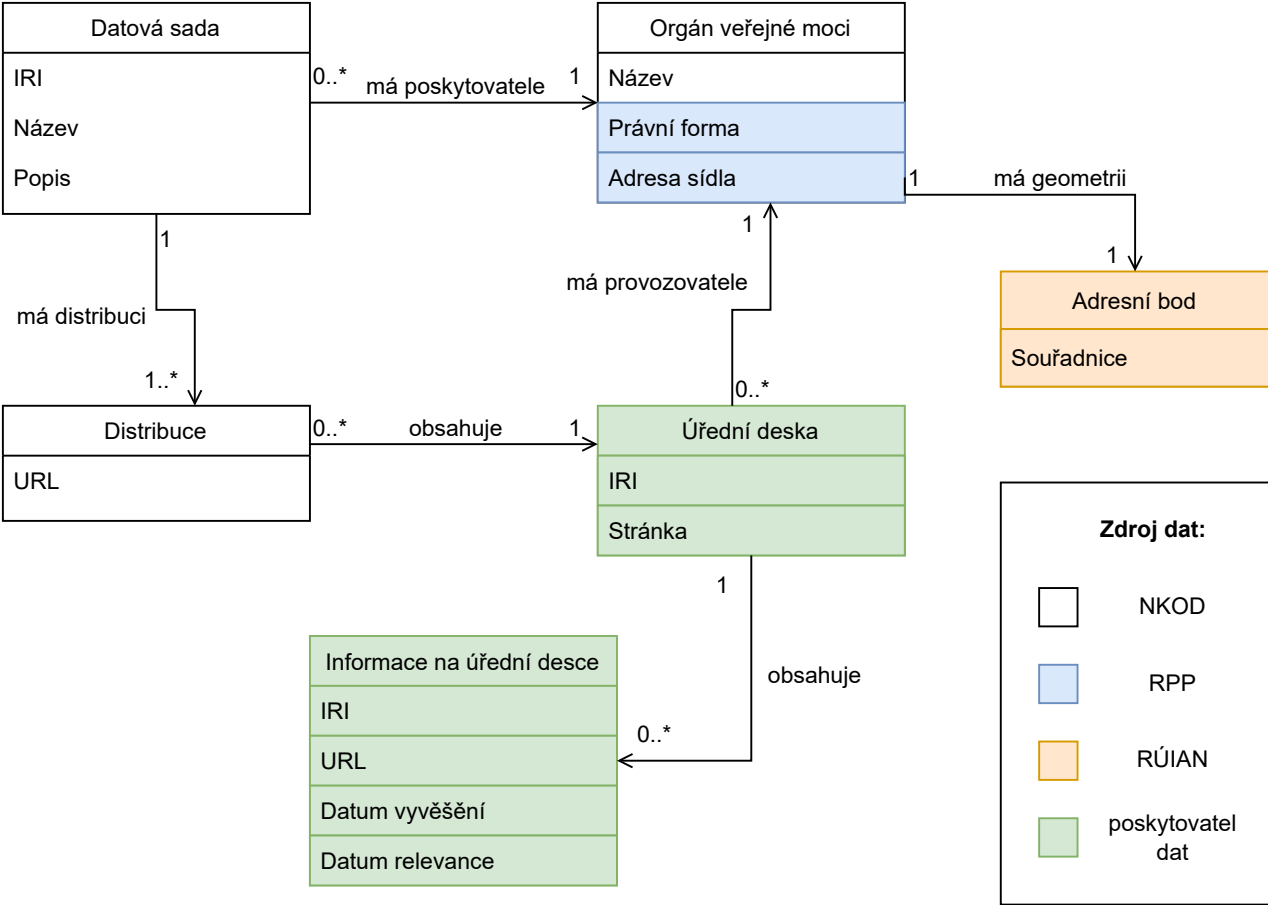 Datová sada
IRI
Název
Popis
0..*
má poskytovatele
1
Orgán veřejné moci
Název
Právní forma
Adresa sídla
1
má geometrii
1
Adresní bod
Souřadnice
1
má distribuci
1..*
1
má provozovatele
0..*
Distribuce
URL
0..*
obsahuje
1
Úřední deska
IRI
Stránka
1
obsahuje
0..*
Informace na úřední desce
IRI
URL
Datum vyvěšění
Datum relevance
Zdroj dat:
NKOD
RPP
RÚIAN
poskytovatel
dat